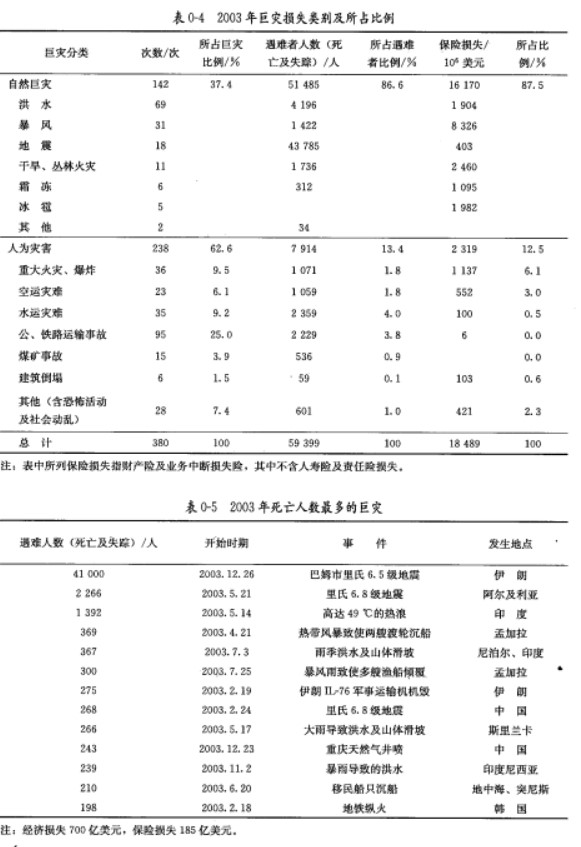 表 0-4 2003 年巨灾损失类别及所占比例
巨灾分类 次数/次 所占巨灾比例/% 遇难者人数（死亡及失踪）/人 所占遇难者比例/% 保险损失/10⁶美元 所占比例/%
自然巨灾 142 37.4 51 485 86.6 16 170 87.5
洪 水 69 4 196 1 904
暴 风 31 1 422 8 326
地 震 18 43 785 403
干旱、丛林火灾 11 1 736 2 460
霜 冻 6 312 1 095
冰 雹 5 1 982
其 他 2 34
人为灾害 238 62.6 7 914 13.4 2 319 12.5
重大火灾、爆炸 36 9.5 1 071 1.8 1 137 6.1
空运灾难 23 6.1 1 059 1.8 552 3.0
水运灾难 35 9.2 2 359 4.0 100 0.5
公、铁路运输事故 95 25.0 2 229 3.8 6 0.0
煤矿事故 15 3.9 536 0.9 0.0
建筑倒塌 6 1.5 59 0.1 103 0.6
其他（含恐怖活动及社会动乱） 28 7.4 601 1.0 421 2.3
总 计 380 100 59 399 100 18 489 100
注：表中所列保险损失指财产险及业务中断损失险，其中不含人寿险及责任险损失。
表 0-5 2003 年死亡人数最多的巨灾
遇难人数（死亡及失踪）/人 开始时期 事 件 发生地点
41 000 2003.12.26 巴姆市里氏 6.5 级地震 伊 朗
2 266 2003.5.21 里氏 6.8 级地震 阿尔及利亚
1 392 2003.5.14 高达 49 ℃的热浪 印 度
369 2003.4.21 热带风暴致使两艘渡轮沉船 孟加拉
367 2003.7.3 雨季洪水及山体滑坡 尼泊尔、印度
300 2003.7.25 暴风雨致使多艘渔船倾覆 孟加拉
275 2003.2.19 伊朗 IL-76 军事运输机机毁 伊 朗
268 2003.2.24 里氏 6.8 级地震 中 国
266 2003.5.17 大雨导致洪水及山体滑坡 斯里兰卡
243 2003.12.23 重庆天然气井喷 中 国
239 2003.11.2 暴雨导致的洪水 印度尼西亚
210 2003.6.20 移民船只沉船 地中海、突尼斯
198 2003.2.18 地铁纵火 韩 国
注：经济损失 700 亿美元，保险损失 185 亿美元。